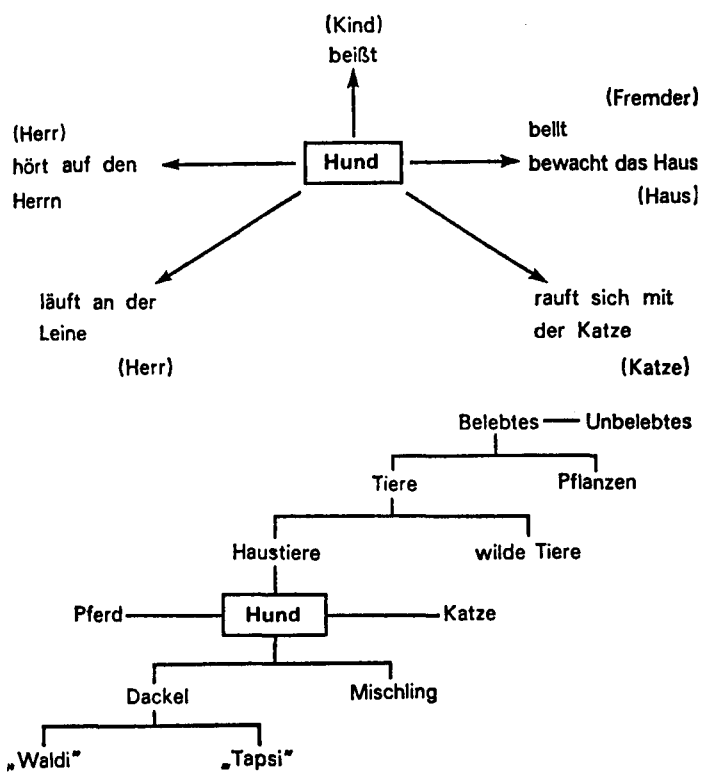 (Kind)
beißt
(Fremder)
(Herr)
bellt
hört auf den
Hund
bewacht das Haus
Herrn
(Haus)
läuft an der
Leine
(Herr)
rauft sich mit
der Katze
(Katze)
Belebtes Unbelebtes
Tiere Pflanzen
Haustiere wilde Tiere
Pferd Hund Katze
Dackel Mischling
„Waldi” „Tapsi”